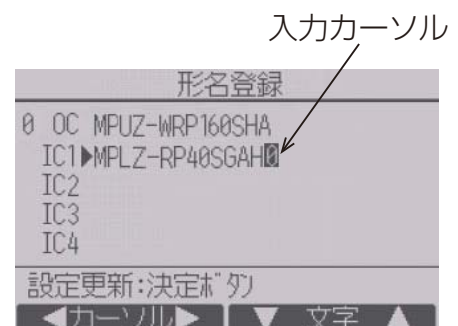 入力カーソル
形名登録
0 OC MPUZ-WRP160SHA
IC1▶MPLZ-RP40SGAH0
IC2
IC3
IC4
設定更新:決定ボタン
◀カーソル▶ ▼ 文字 ▲